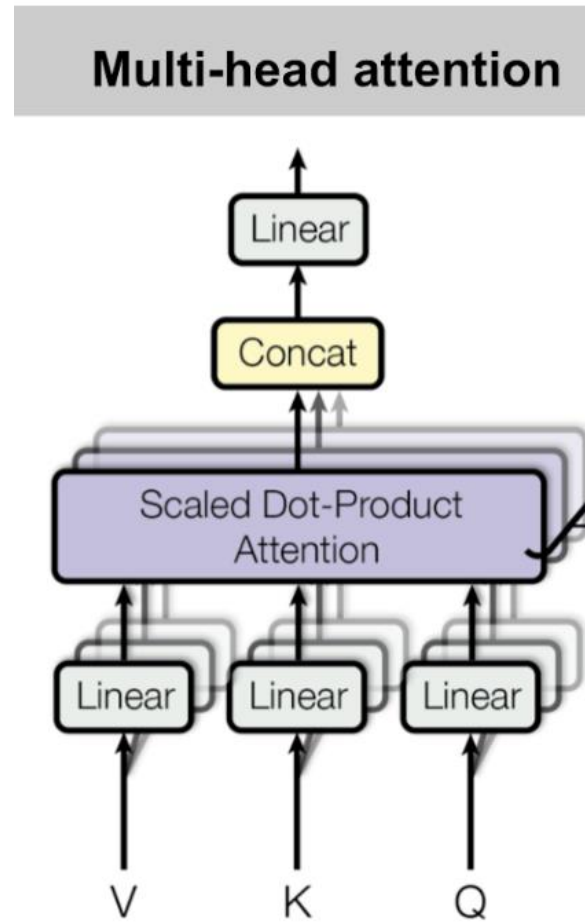 Multi-head attention
Linear
Concat
Scaled Dot-Product
Attention
Linear Linear Linear
V K Q